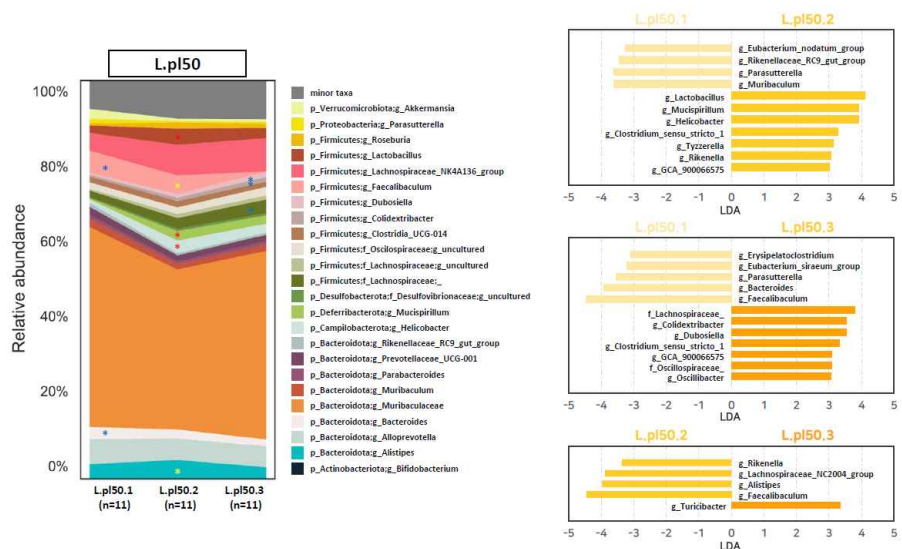 L.pl50
100%
80%
60%
40%
20%
0%
Relative abundance
L.pl50.1
(n=11)
L.pl50.2
(n=11)
L.pl50.3
(n=11)
minor taxa
p_Verrucomicrobiota;g_Akkermansia
p_Proteobacteria;g_Parasutterella
p_Firmicutes;g_Roseburia
p_Firmicutes;g_Lactobacillus
p_Firmicutes;g_Lachnospiraceae_NK4A136_group
p_Firmicutes;g_Faecalibaculum
p_Firmicutes;g_Dubosiella
p_Firmicutes;g_Colidextribacter
p_Firmicutes;g_Clostridia_UCG-014
p_Firmicutes;f_Oscilospiraceae;g_uncultured
p_Firmicutes;f_Lachnospiraceae;g_uncultured
p_Firmicutes;f_Lachnospiraceae;_
p_Desulfobacterota;f_Desulfovibrionaceae;g_uncultured
p_Deferribacterota;g_Mucispirillum
p_Campilobacterota;g_Helicobacter
p_Bacteroidota;g_Rikenellaceae_RC9_gut_group
p_Bacteroidota;g_Prevotellaceae_UCG-001
p_Bacteroidota;g_Parabacteroides
p_Bacteroidota;g_Muribaculum
p_Bacteroidota;g_Muribaculaceae
p_Bacteroidota;g_Bacteroides
p_Bacteroidota;g_Alloprevotella
p_Bacteroidota;g_Alistipes
p_Actinobacteriota;g_Bifidobacterium
L.pl50.1 L.pl50.2
g_Eubacterium_nodatum_group
g_Rikenellaceae_RC9_gut_group
g_Parasutterella
g_Muribaculum
g_Lactobacillus
g_Mucispirillum
g_Helicobacter
g_Clostridium_sensu_stricto_1
g_Tyzzerella
g_Rikenella
g_GCA_900066575
-5 -4 -3 -2 -1 0 1 2 3 4 5
LDA
L.pl50.1 L.pl50.3
g_Erysipelatoclostridium
g_Eubacterium_siraeum_group
g_Parasutterella
g_Bacteroides
g_Faecalibaculum
f_Lachnospiraceae_
g_Colidextribacter
g_Dubosiella
g_Clostridium_sensu_stricto_1
g_GCA_900066575
f_Oscillospiraceae_
g_Oscillibacter
-5 -4 -3 -2 -1 0 1 2 3 4 5
LDA
L.pl50.2 L.pl50.3
g_Rikenella
g_Lachnospiraceae_NC2004_group
g_Alistipes
g_Faecalibaculum
g_Turicibacter
-5 -4 -3 -2 -1 0 1 2 3 4 5
LDA